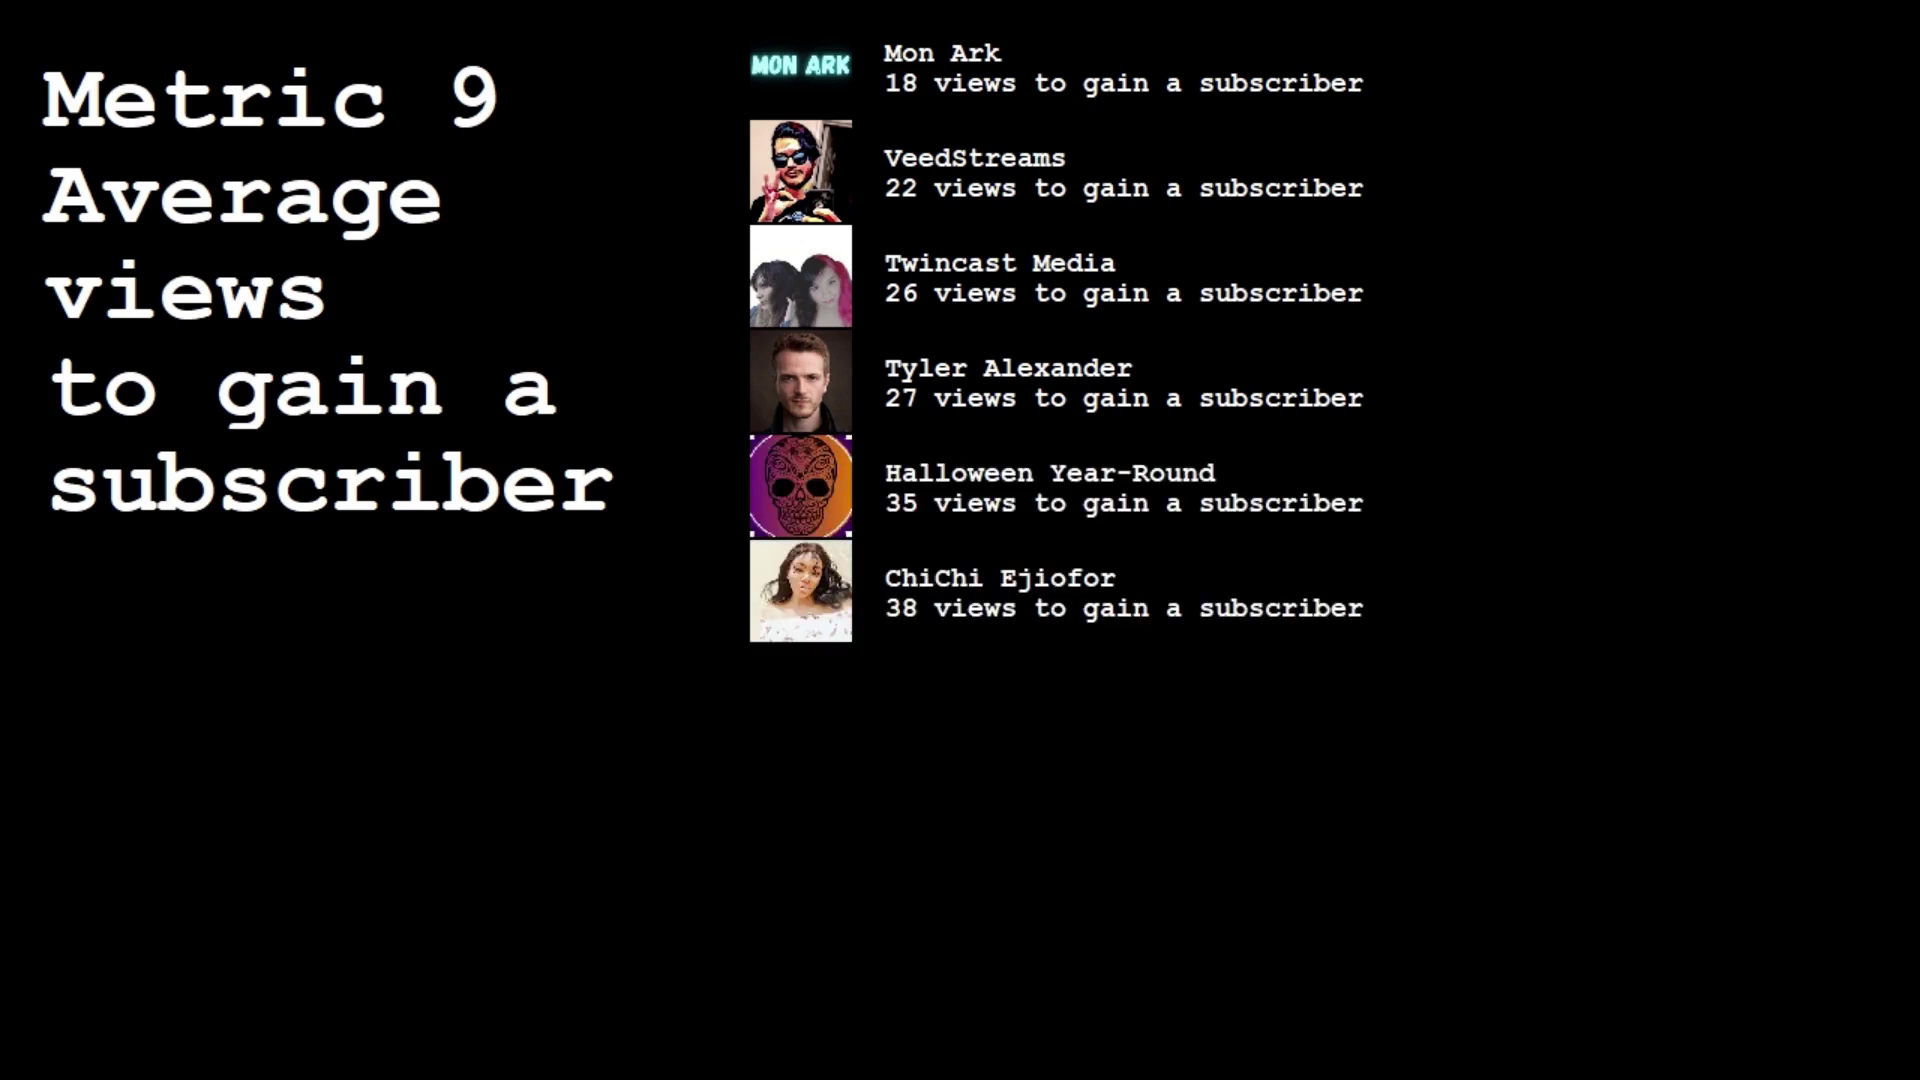 Metric 9
Average
views
to gain a
subscriber
MON ARK
Mon Ark
18 views to gain a subscriber
VeedStreams
22 views to gain a subscriber
Twincast Media
26 views to gain a subscriber
Tyler Alexander
27 views to gain a subscriber
Halloween Year-Round
35 views to gain a subscriber
ChiChi Ejiofor
38 views to gain a subscriber